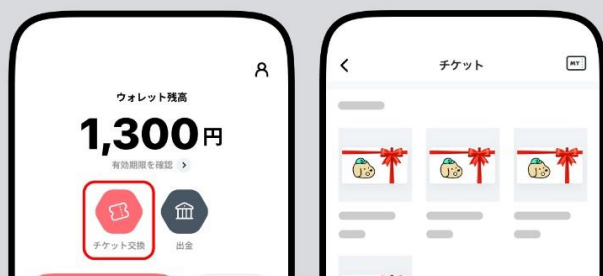 ウォレット残高
1,300円
有効期限を確認 >
チケット交換
出金
チケット
MY